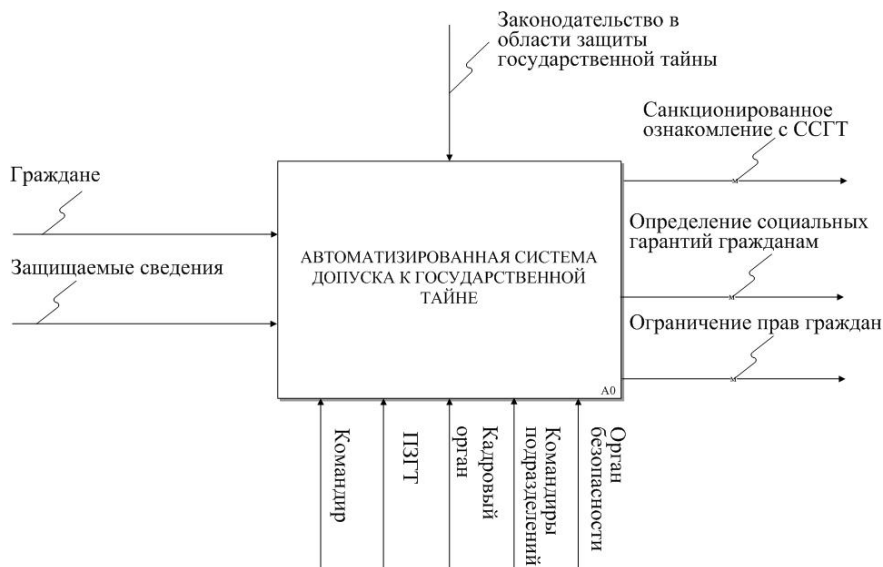 Законодательство в
области защиты
государственной тайны
Санкционированное
ознакомление с ССГТ
Граждане
Определение социальных
гарантий гражданам
Защищаемые сведения
АВТОМАТИЗИРОВАННАЯ СИСТЕМА
ДОПУСКА К ГОСУДАРСТВЕННОЙ
ТАЙНЕ
Ограничение прав граждан
A0
Командир
ПЗГТ
Кадровый
орган
Командиры
подразделений
Орган
безопасности